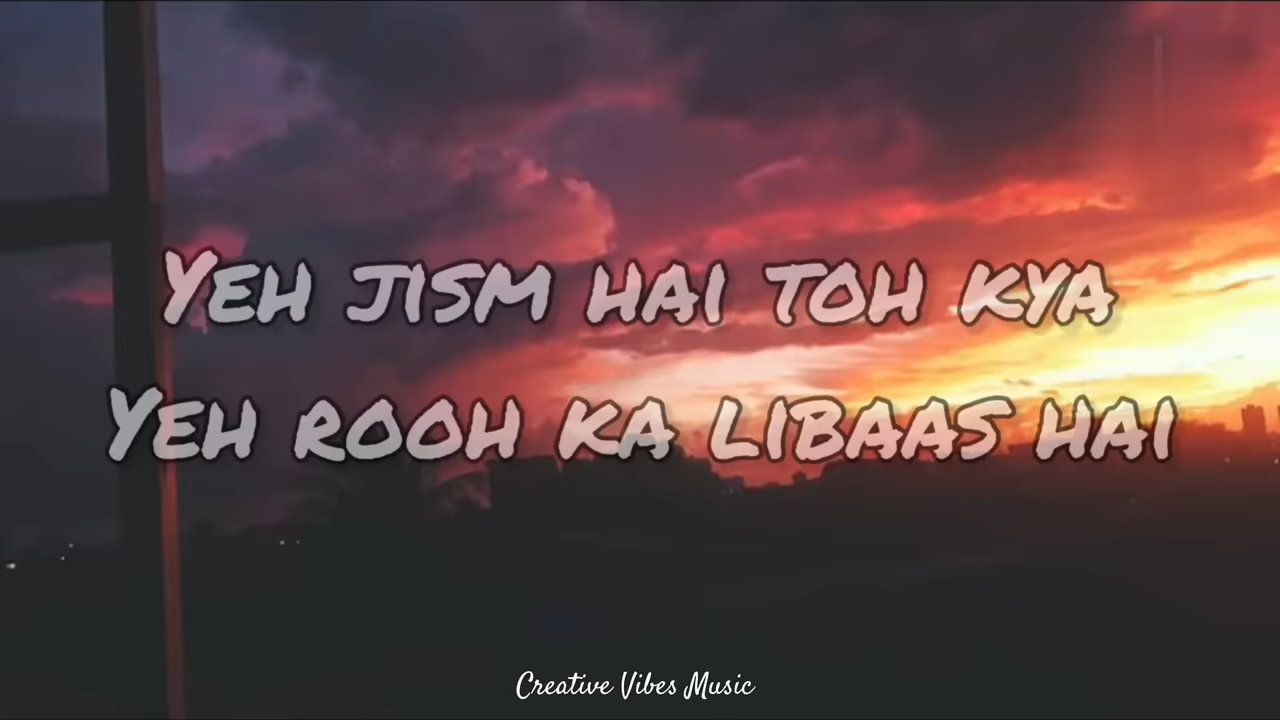 Yeh jism hai toh kya
Yeh rooh ka libaas hai
Creative Vibes Music